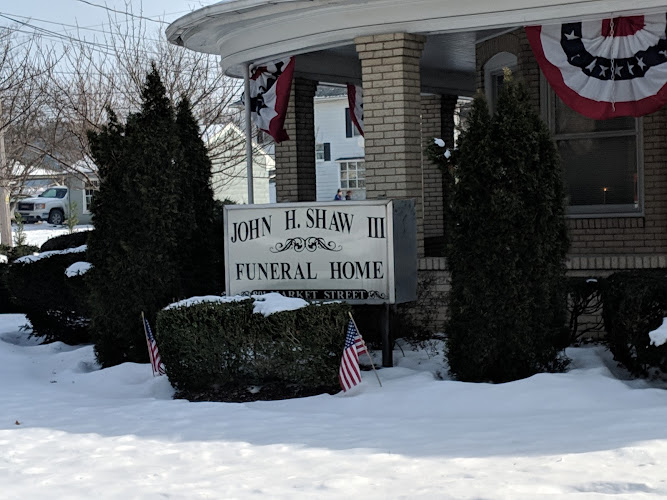 JOHN H. SHAW III
FUNERAL HOME
MARKET STREET